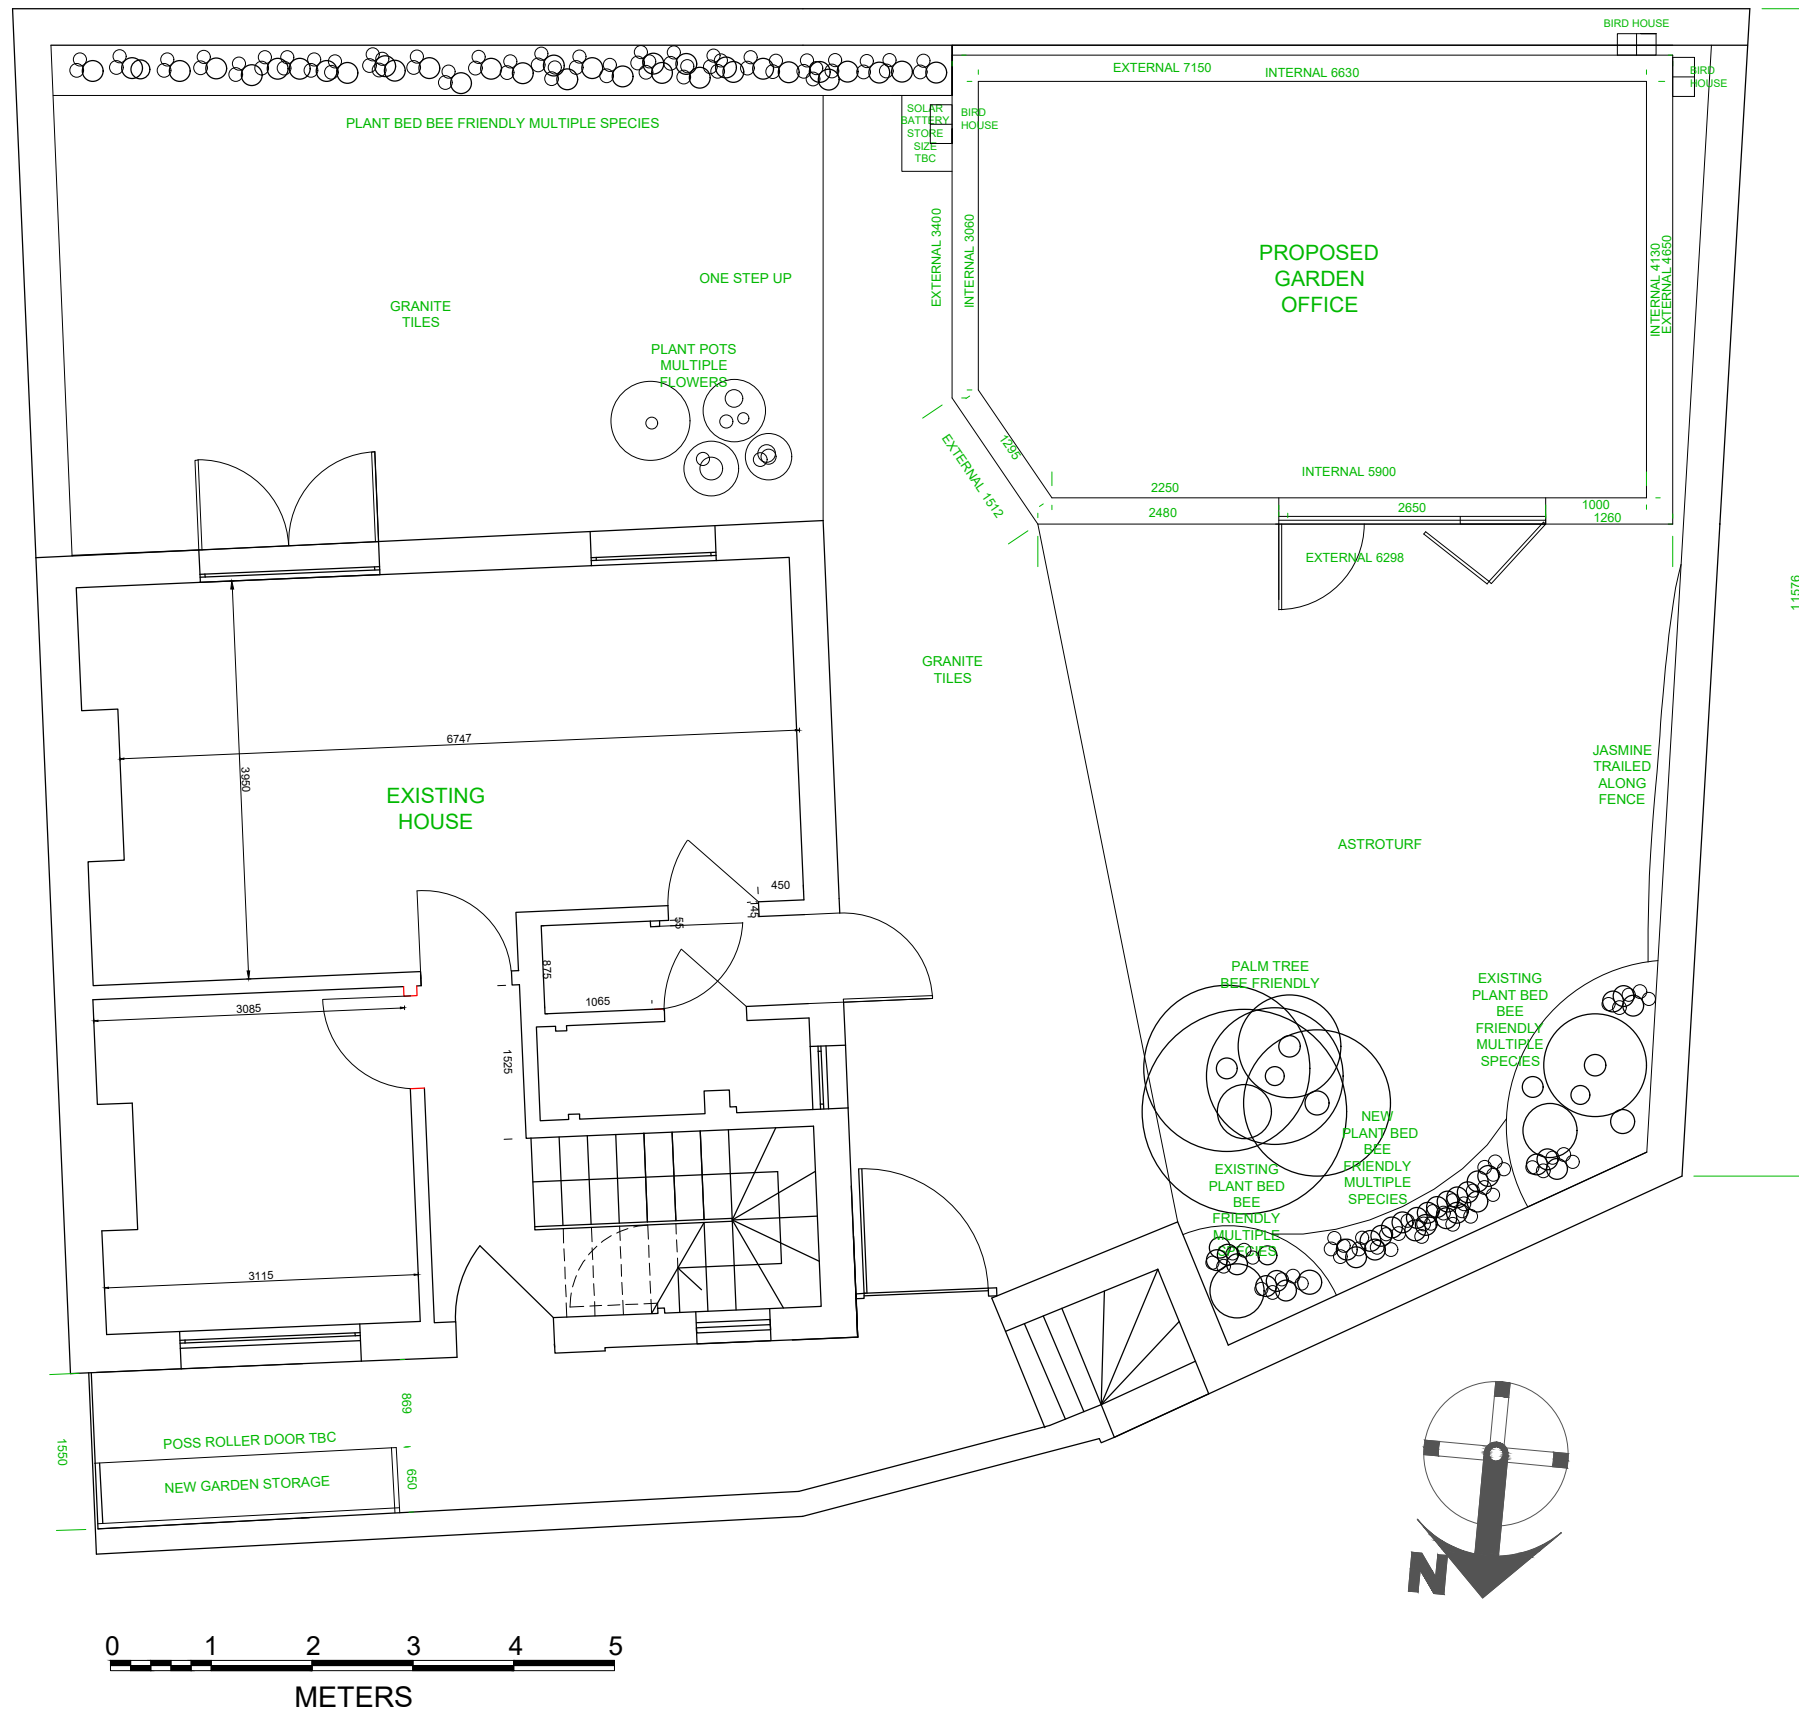 BIRD HOUSE
EXTERNAL 7150
INTERNAL 6630
BIRD
HOUSE
SOLAR
BATTERY
STORE
SIZE
TBC
BIRD
HOUSE
PLANT BED BEE FRIENDLY MULTIPLE SPECIES
EXTERNAL 3400
INTERNAL 3060
PROPOSED
GARDEN
OFFICE
INTERNAL 4130
EXTERNAL 4650
ONE STEP UP
GRANITE
TILES
PLANT POTS
MULTIPLE
FLOWERS
1295
EXTERNAL 1512
INTERNAL 5900
2250
2650
1000
2480
1260
EXTERNAL 6298
11576
GRANITE
TILES
6747
3950
EXISTING
HOUSE
JASMINE
TRAILED
ALONG
FENCE
ASTROTURF
450
145
55
875
1065
3085
1525
PALM TREE
BEE FRIENDLY
EXISTING
PLANT BED
BEE
FRIENDLY
MULTIPLE
SPECIES
NEW
PLANT BED
BEE
FRIENDLY
MULTIPLE
SPECIES
EXISTING
PLANT BED
BEE
FRIENDLY
MULTIPLE
SPECIES
3115
869
POSS ROLLER DOOR TBC
1550
650
NEW GARDEN STORAGE
N
0 1 2 3 4 5
METERS